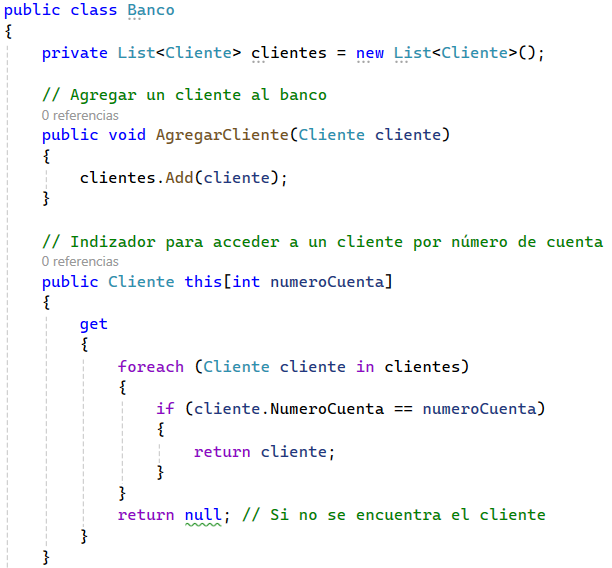 public class Banco
{
private List<Cliente> clientes = new List<Cliente>();
// Agregar un cliente al banco
0 referencias
public void AgregarCliente(Cliente cliente)
{
clientes.Add(cliente);
}
// Indizador para acceder a un cliente por número de cuenta
0 referencias
public Cliente this[int numeroCuenta]
{
get
{
foreach (Cliente cliente in clientes)
{
if (cliente.NumeroCuenta == numeroCuenta)
{
return cliente;
}
}
return null; // Si no se encuentra el cliente
}
}